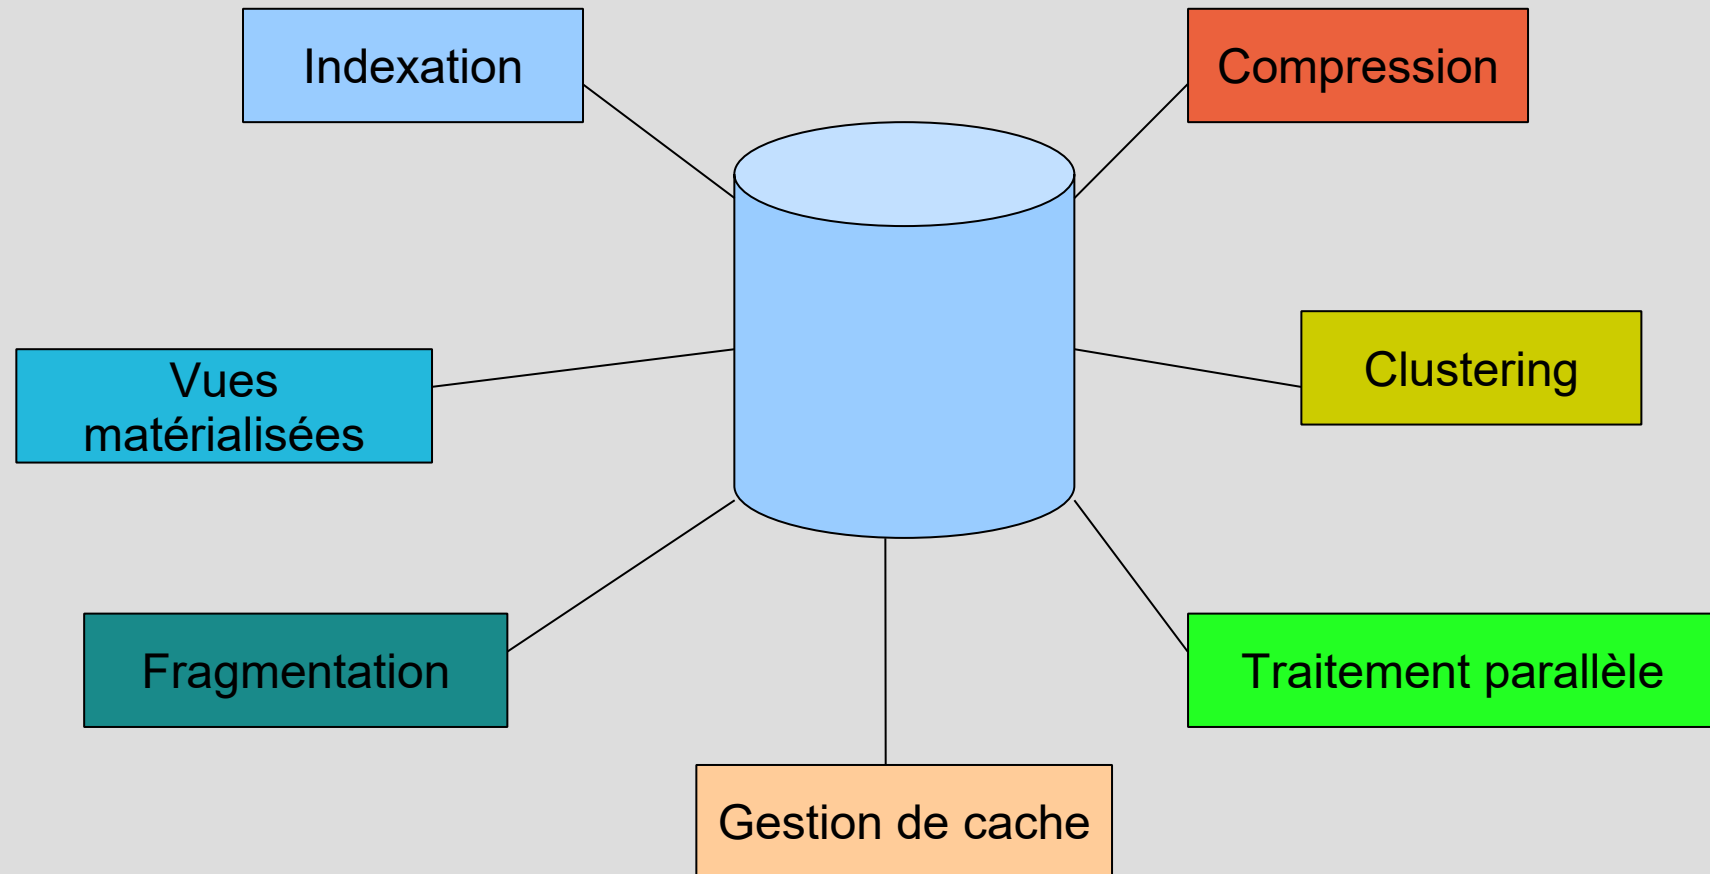 Indexation
Compression
Vues
matérialisées
Clustering
Fragmentation
Traitement parallèle
Gestion de cache